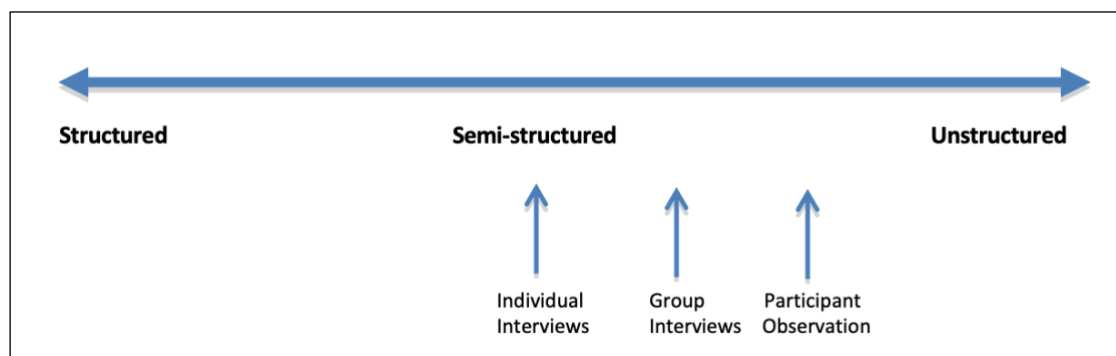 Structured
Semi-structured
Unstructured
Individual
Interviews
Group
Interviews
Participant
Observation